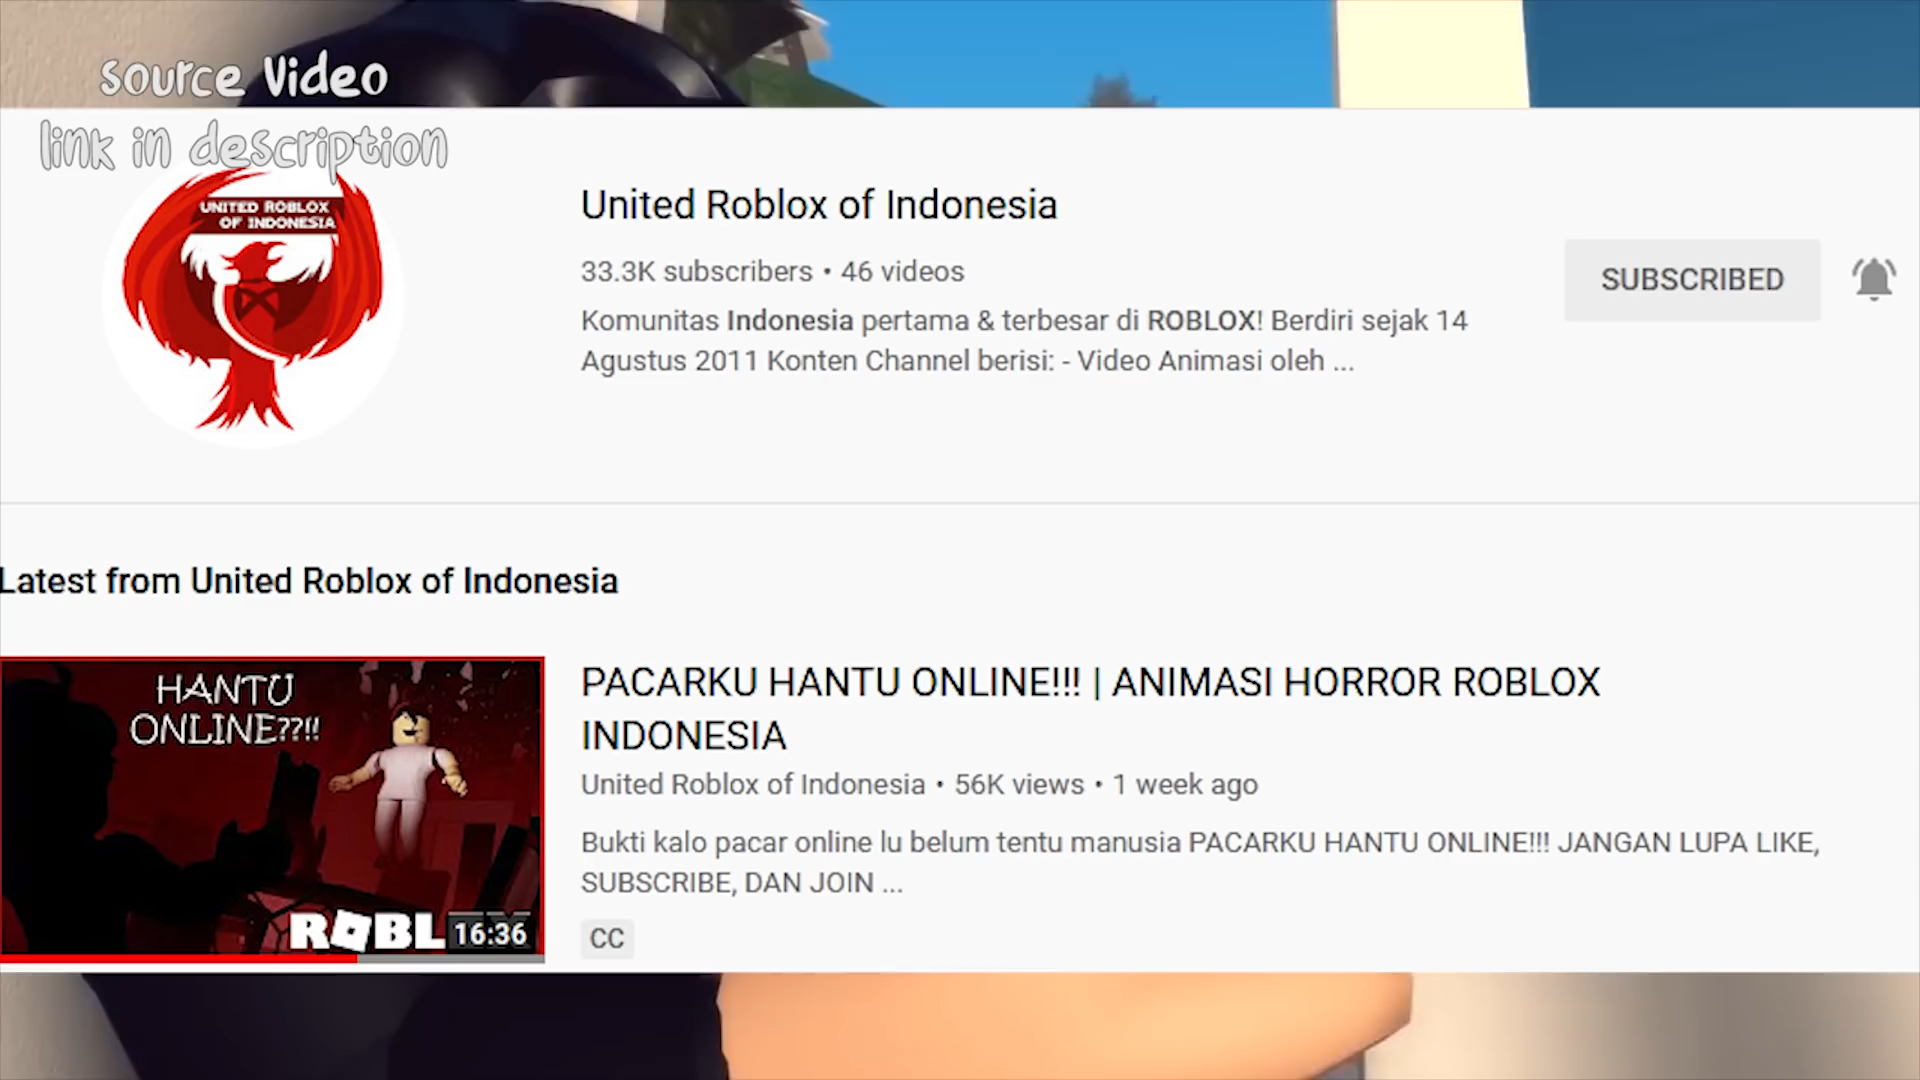 source Video
link in description
UNITED ROBLOX
OF INDONESIA
United Roblox of Indonesia
33.3K subscribers • 46 videos
SUBSCRIBED
Komunitas Indonesia pertama & terbesar di ROBLOX! Berdiri sejak 14
Agustus 2011 Konten Channel berisi: - Video Animasi oleh ...
Latest from United Roblox of Indonesia
HANTU
ONLINE??!!
ROBL
16:36
PACARKU HANTU ONLINE!!! | ANIMASI HORROR ROBLOX
INDONESIA
United Roblox of Indonesia • 56K views • 1 week ago
Bukti kalo pacar online lu belum tentu manusia PACARKU HANTU ONLINE!!! JANGAN LUPA LIKE,
SUBSCRIBE, DAN JOIN ...
CC